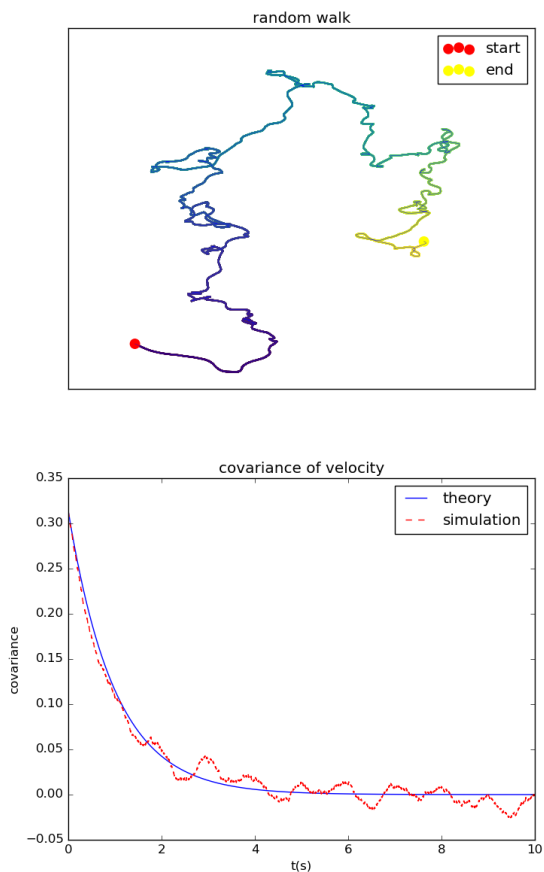 random walk
start
end
covariance of velocity
0.35
0.30
0.25
0.20
0.15
0.10
0.05
0.00
−0.05
covariance
theory
simulation
0 2 4 6 8 10
t(s)